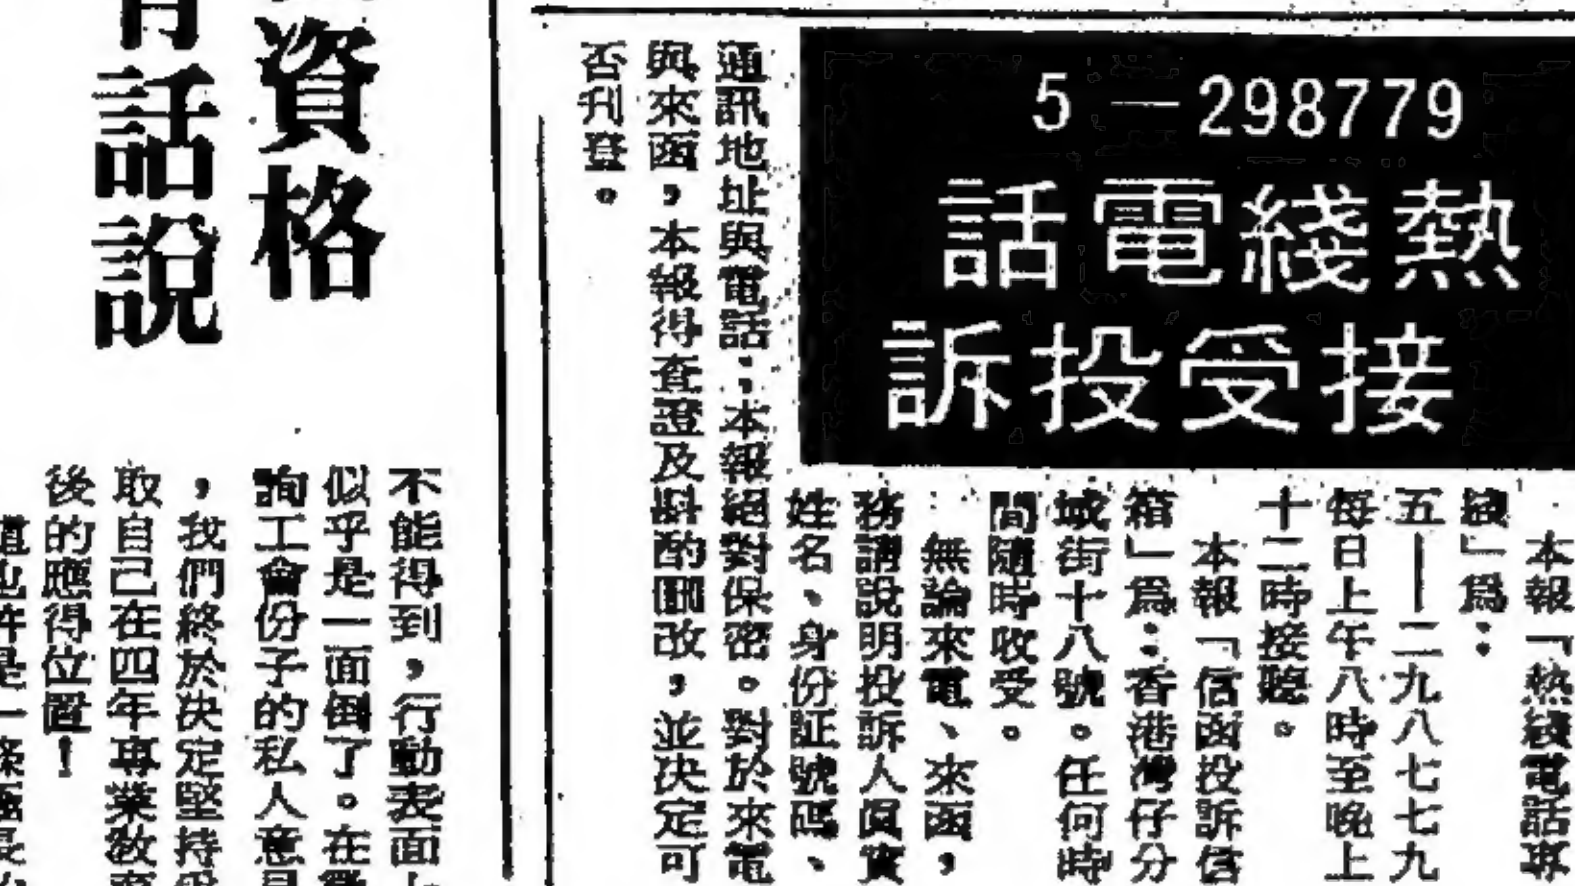 5—298779
熱綫電話
接受投訴
本報「熱綫電話專
綫」爲：
五—二九八七七九
每日上午八時至晚上
十二時接聽。
本報「信函投訴信
箱」爲：香港灣仔分
域街十八號。任何時
間隨時收受。
無論來電、來函，
務請說明投訴人眞實
姓名、身份証號碼、
通訊地址與電話；本報絕對保密。對於來電
與來函，本報得查證及斟酌刪改，並決定可
否刋登。
資格
話說
不能得到，行動表面
似乎是一面倒了。在
詢工會份子的私人意見
，我們終於決定堅持
取自己在四年專業敎育
後的應得位置！
道也許是一條